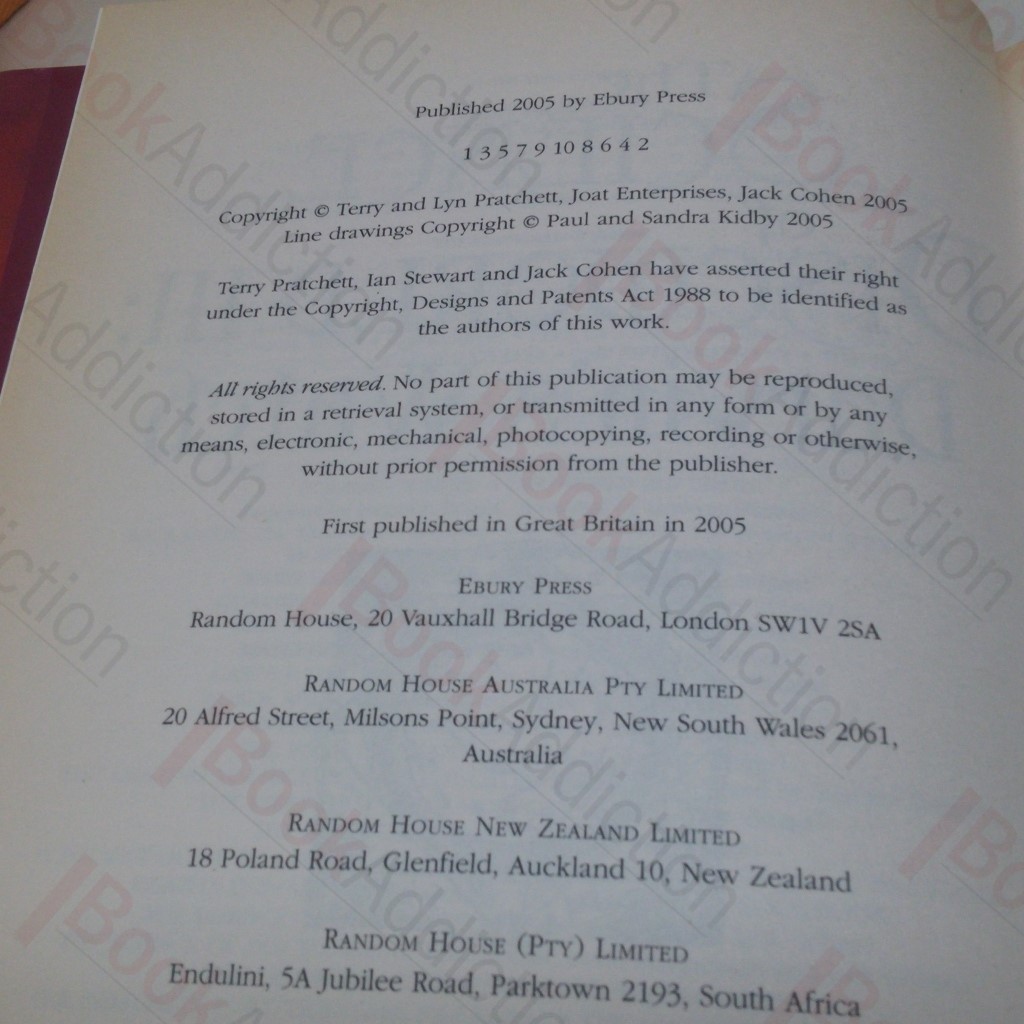 Published 2005 by Ebury Press
1 3 5 7 9 10 8 6 4 2
Copyright © Terry and Lyn Pratchett, Joat Enterprises, Jack Cohen 2005
Line drawings Copyright © Paul and Sandra Kidby 2005
Terry Pratchett, Ian Stewart and Jack Cohen have asserted their right
under the Copyright, Designs and Patents Act 1988 to be identified as
the authors of this work.
All rights reserved. No part of this publication may be reproduced,
stored in a retrieval system, or transmitted in any form or by any
means, electronic, mechanical, photocopying, recording or otherwise,
without prior permission from the publisher.
First published in Great Britain in 2005
EBURY PRESS
Random House, 20 Vauxhall Bridge Road, London SW1V 2SA
RANDOM HOUSE AUSTRALIA PTY LIMITED
20 Alfred Street, Milsons Point, Sydney, New South Wales 2061,
Australia
RANDOM HOUSE NEW ZEALAND LIMITED
18 Poland Road, Glenfield, Auckland 10, New Zealand
RANDOM HOUSE (PTY) LIMITED
Endulini, 5A Jubilee Road, Parktown 2193, South Africa
BookAddiction
BookAddiction
BookAddiction
BookAddiction
BookAddiction